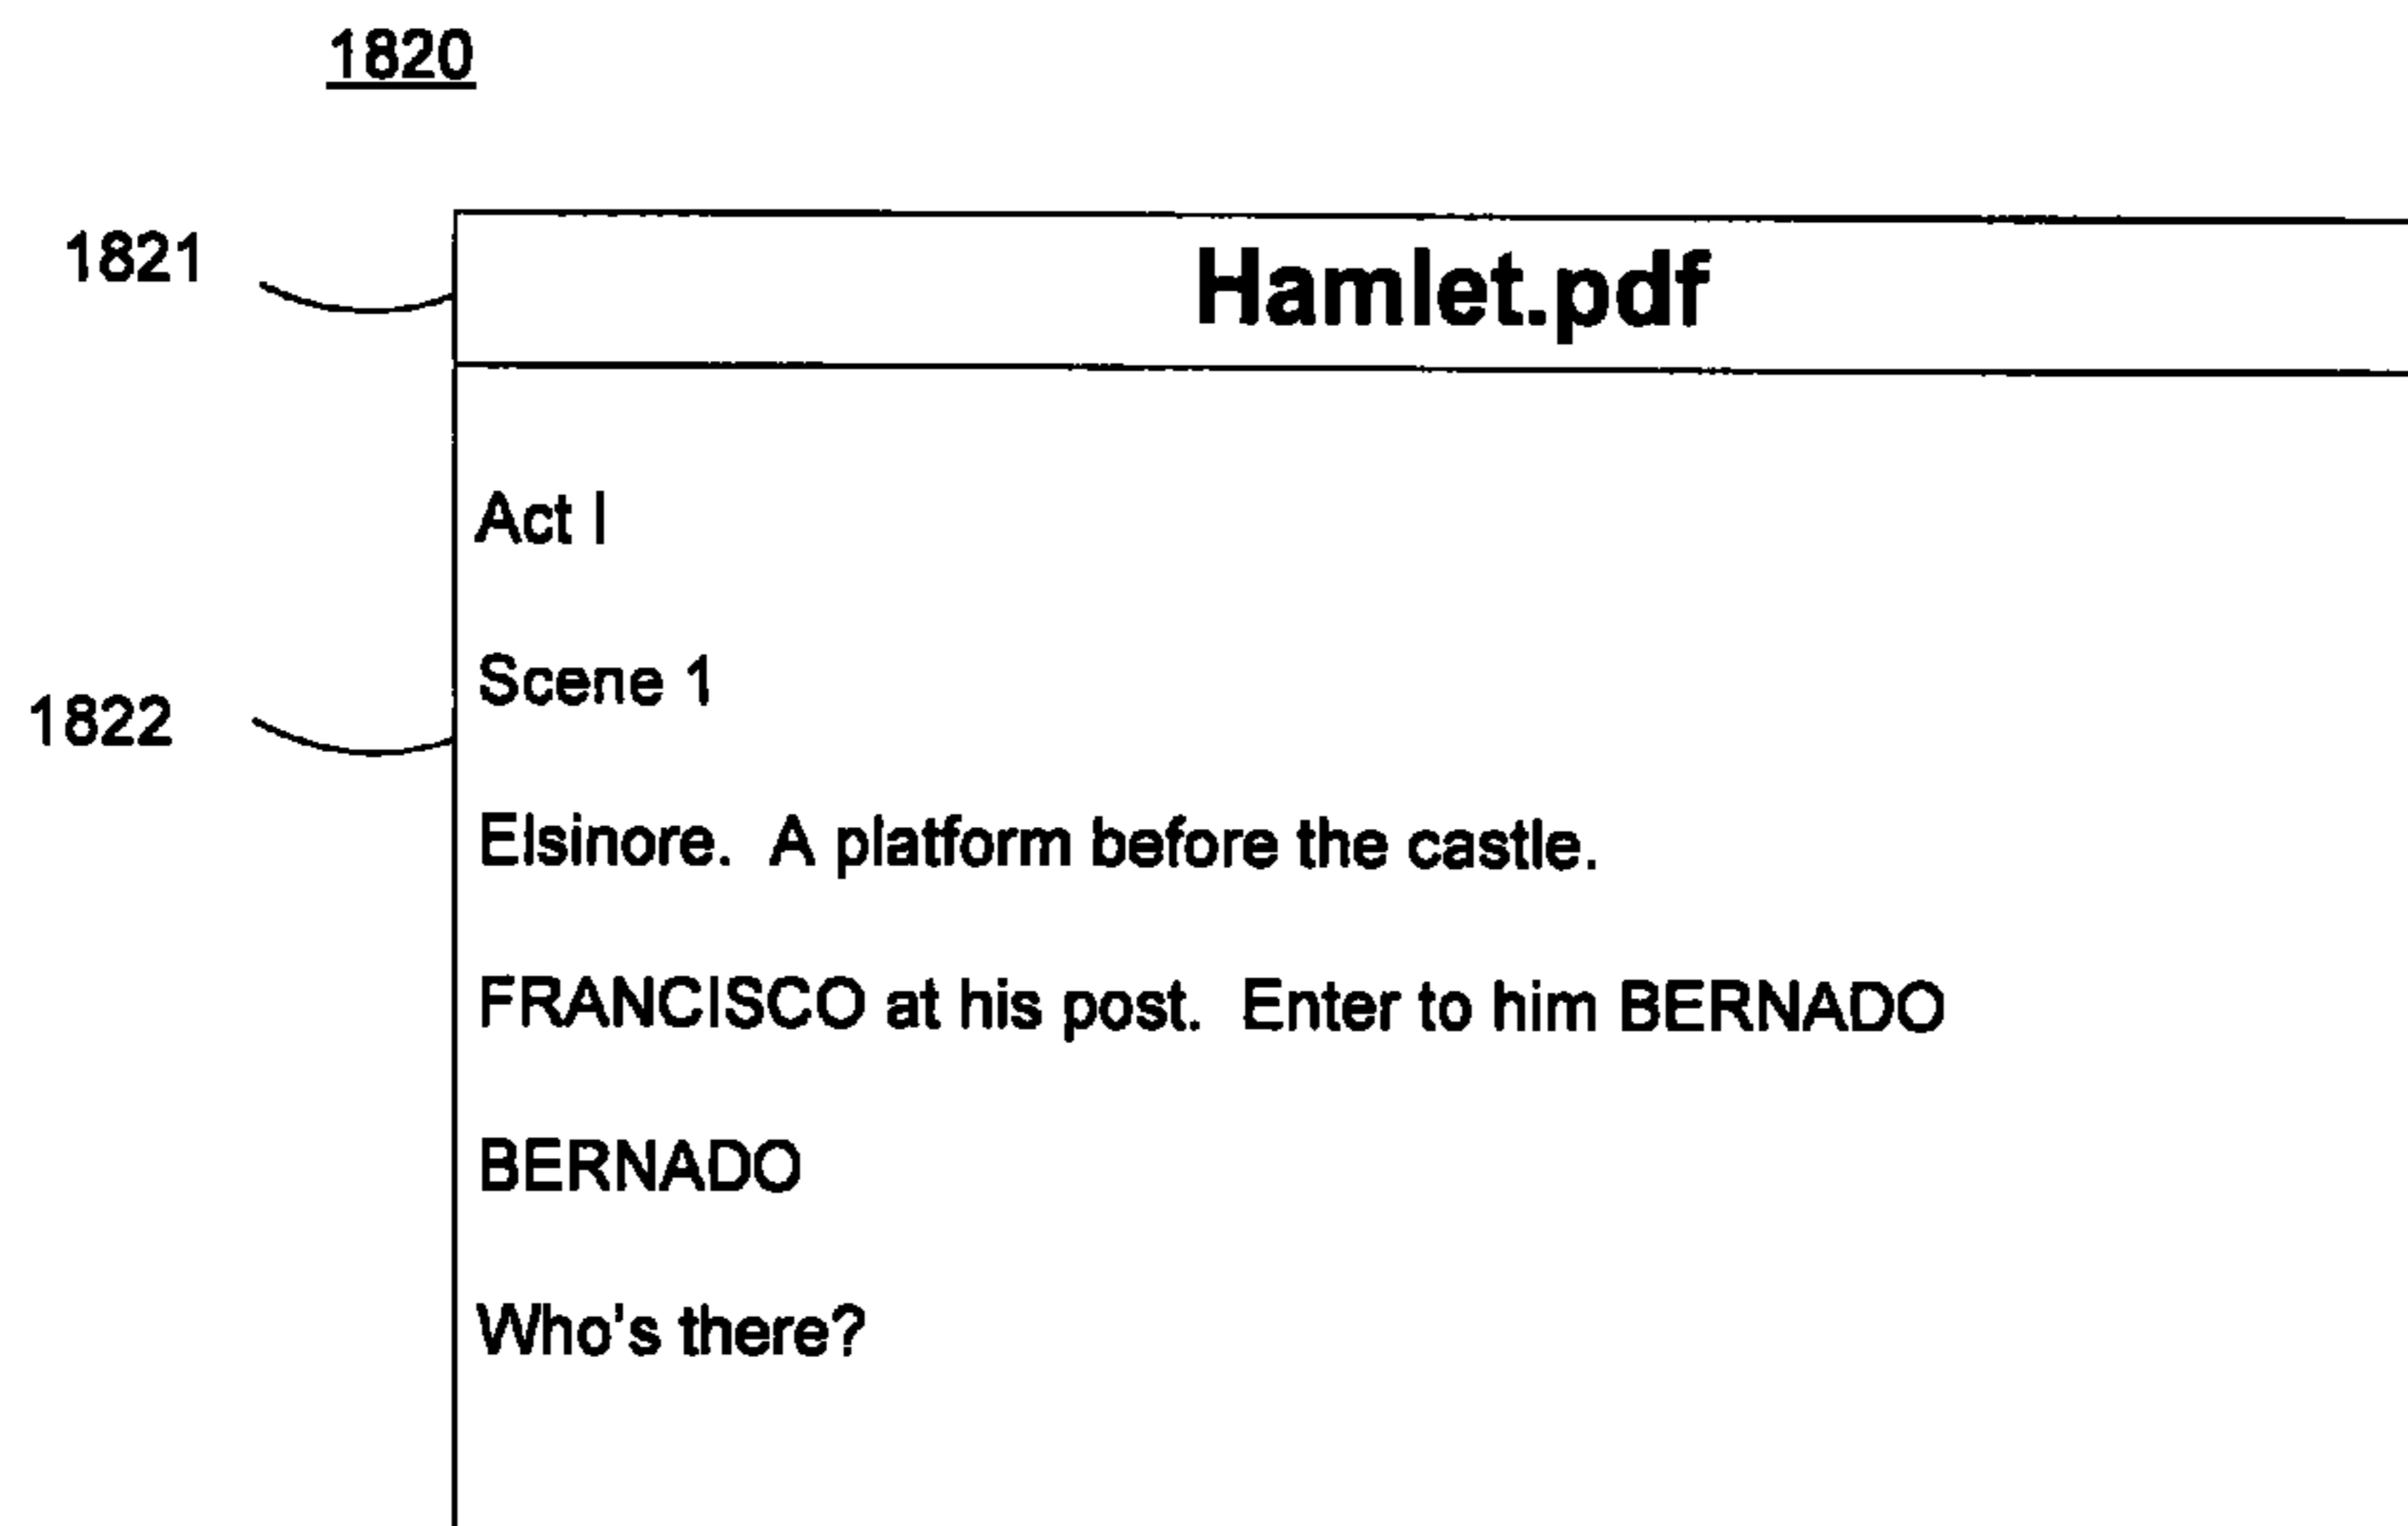 1820
1821
Hamlet.pdf
Act I
Scene 1
1822
Elsinore.  A platform before the castle.
FRANCISCO at his post.  Enter to him BERNADO
BERNADO
Who's there?